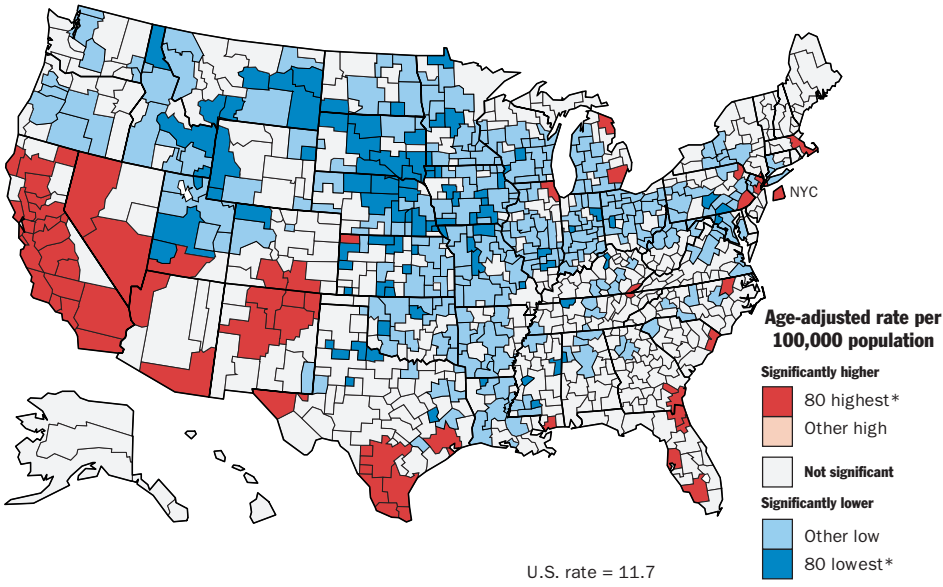 NYC
Age-adjusted rate per
100,000 population
Significantly higher
80 highest*
Other high
Not significant
Significantly lower
Other low
80 lowest*
U.S. rate = 11.7